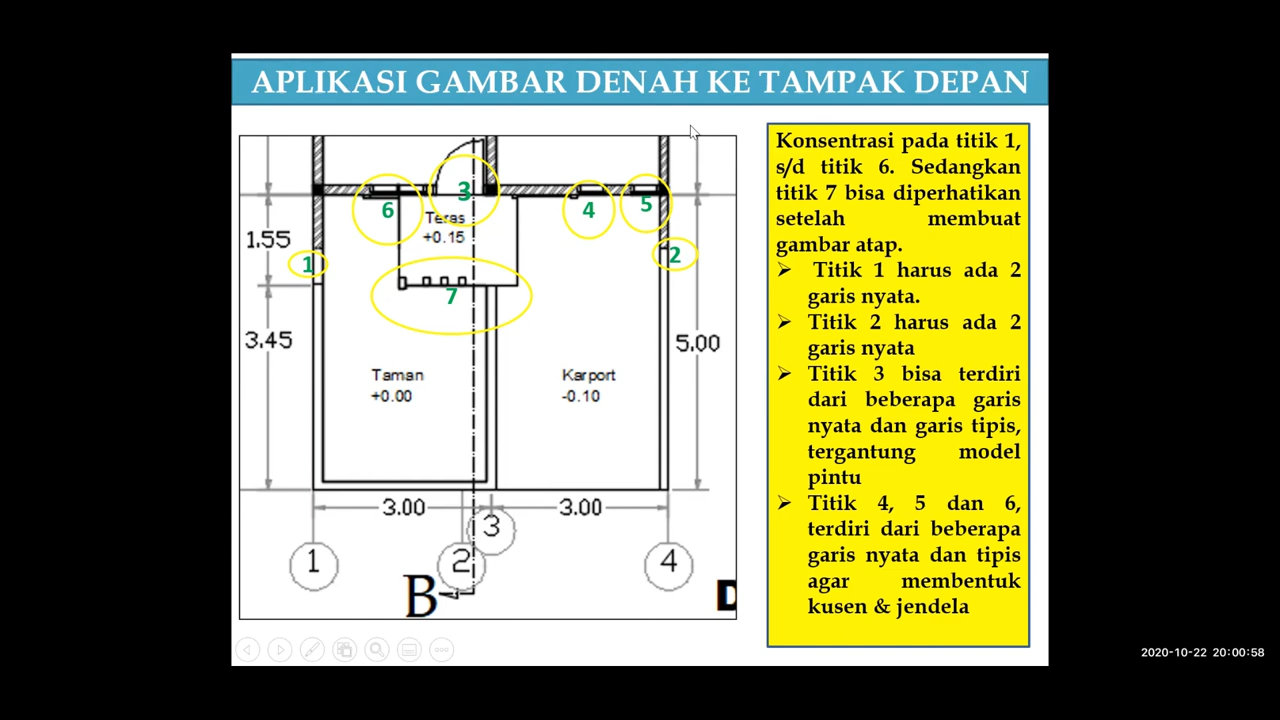 APLIKASI GAMBAR DENAH KE TAMPAK DEPAN
3
6
4
5
Teras
+0.15
1.55
1
2
7
3.45
5.00
Taman
+0.00
Karport
-0.10
3.00
3.00
3
1
2
4
B
D
Konsentrasi pada titik 1,
s/d titik 6. Sedangkan
titik 7 bisa diperhatikan
setelah membuat
gambar atap.
➢ Titik 1 harus ada 2
garis nyata.
➢ Titik 2 harus ada 2
garis nyata
➢ Titik 3 bisa terdiri
dari beberapa garis
nyata dan garis tipis,
tergantung model
pintu
➢ Titik 4, 5 dan 6,
terdiri dari beberapa
garis nyata dan tipis
agar membentuk
kusen & jendela
2020-10-22 20:00:58